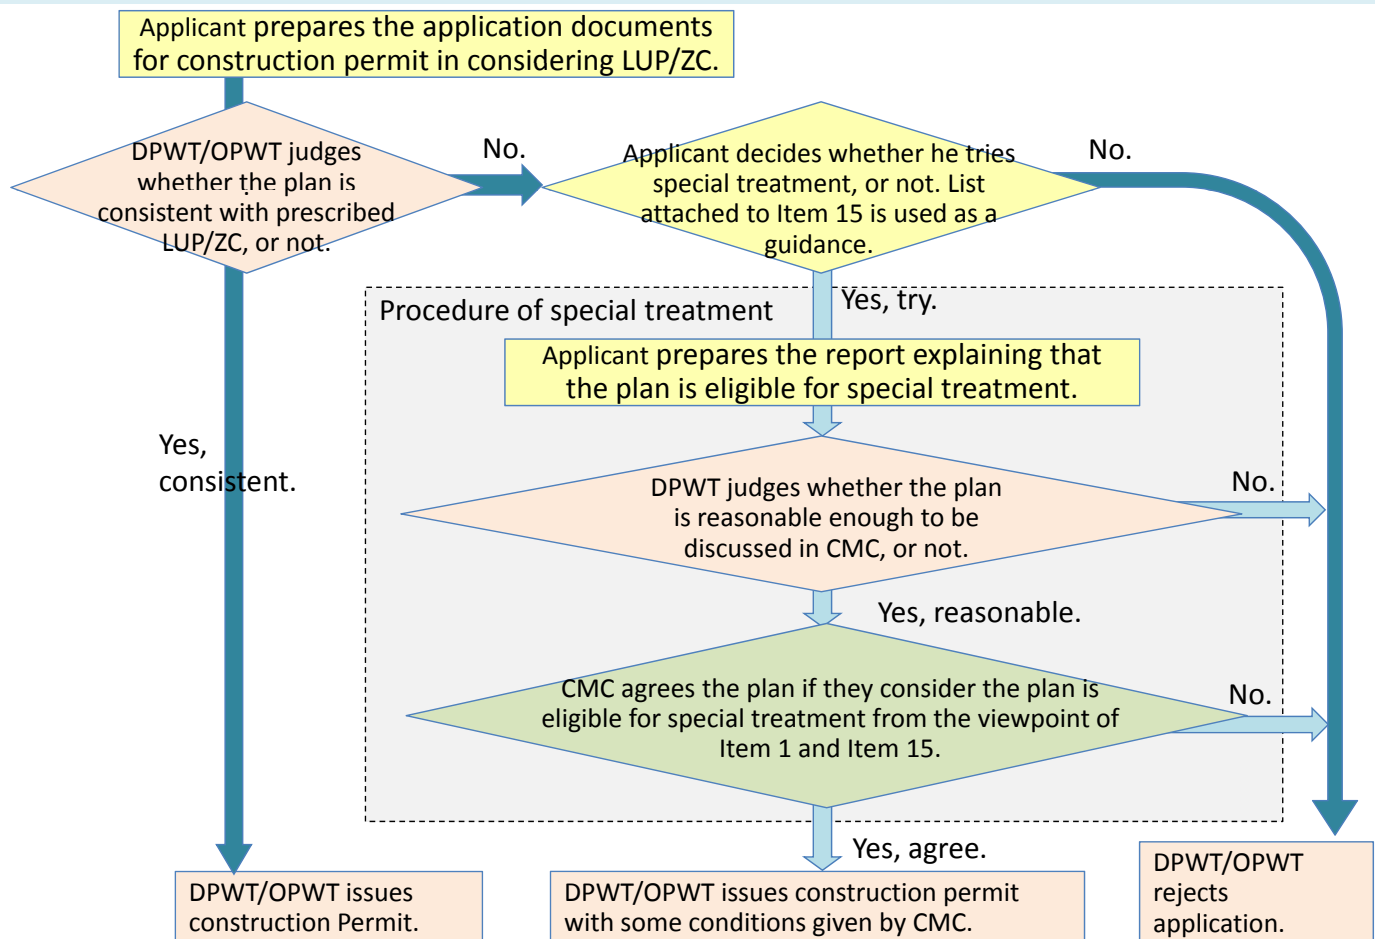 Applicant prepares the application documents
for construction permit in considering LUP/ZC.
DPWT/OPWT judges
whether the plan is
consistent with prescribed
LUP/ZC, or not.
No.
Applicant decides whether he tries
special treatment, or not. List
attached to Item 15 is used as a
guidance.
No.
Yes, try.
Procedure of special treatment
Applicant prepares the report explaining that
the plan is eligible for special treatment.
Yes,
consistent.
DPWT judges whether the plan
is reasonable enough to be
discussed in CMC, or not.
No.
Yes, reasonable.
CMC agrees the plan if they consider the plan is
eligible for special treatment from the viewpoint of
Item 1 and Item 15.
No.
Yes, agree.
DPWT/OPWT issues
construction Permit.
DPWT/OPWT issues construction permit
with some conditions given by CMC.
DPWT/OPWT
rejects
application.